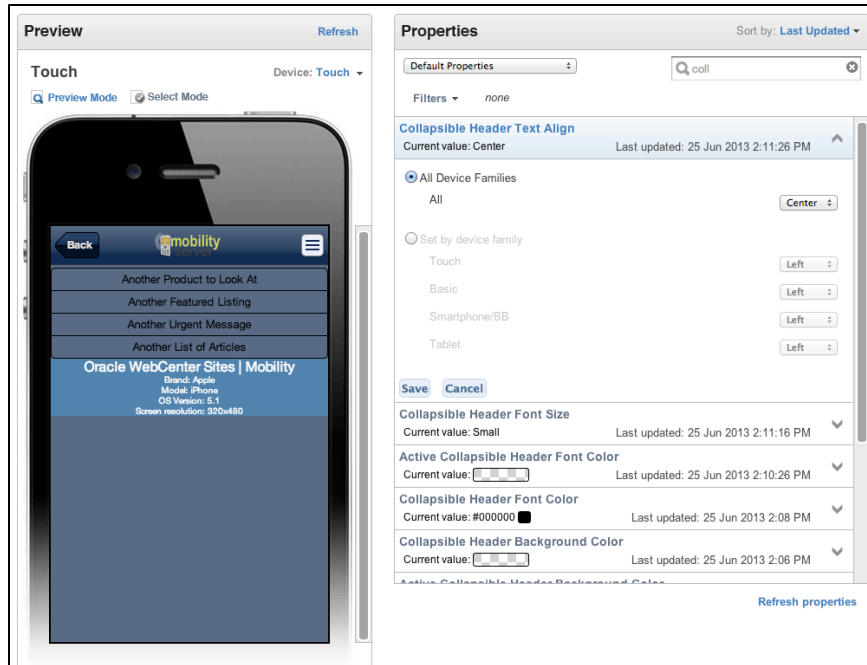 Preview
Refresh
Touch
Device: Touch
Preview Mode
Select Mode
Back
mobility
server
Another Product to Look At
Another Featured Listing
Another Urgent Message
Another List of Articles
Oracle WebCenter Sites | Mobility
Brand: Apple
Model: iPhone
OS Version: 5.1
Screen resolution: 320x480
Properties
Sort by: Last Updated
Default Properties
coll
Filters
none
Collapsible Header Text Align
Current value: Center
Last updated: 25 Jun 2013 2:11:26 PM
All Device Families
All
Center
Set by device family
Touch
Left
Basic
Left
Smartphone/BB
Left
Tablet
Left
Save
Cancel
Collapsible Header Font Size
Current value: Small
Last updated: 25 Jun 2013 2:11:16 PM
Active Collapsible Header Font Color
Current value:
Last updated: 25 Jun 2013 2:10:26 PM
Collapsible Header Font Color
Current value: #000000
Last updated: 25 Jun 2013 2:08 PM
Collapsible Header Background Color
Current value:
Last updated: 25 Jun 2013 2:06 PM
Active Collapsible Header Background Color
Refresh properties